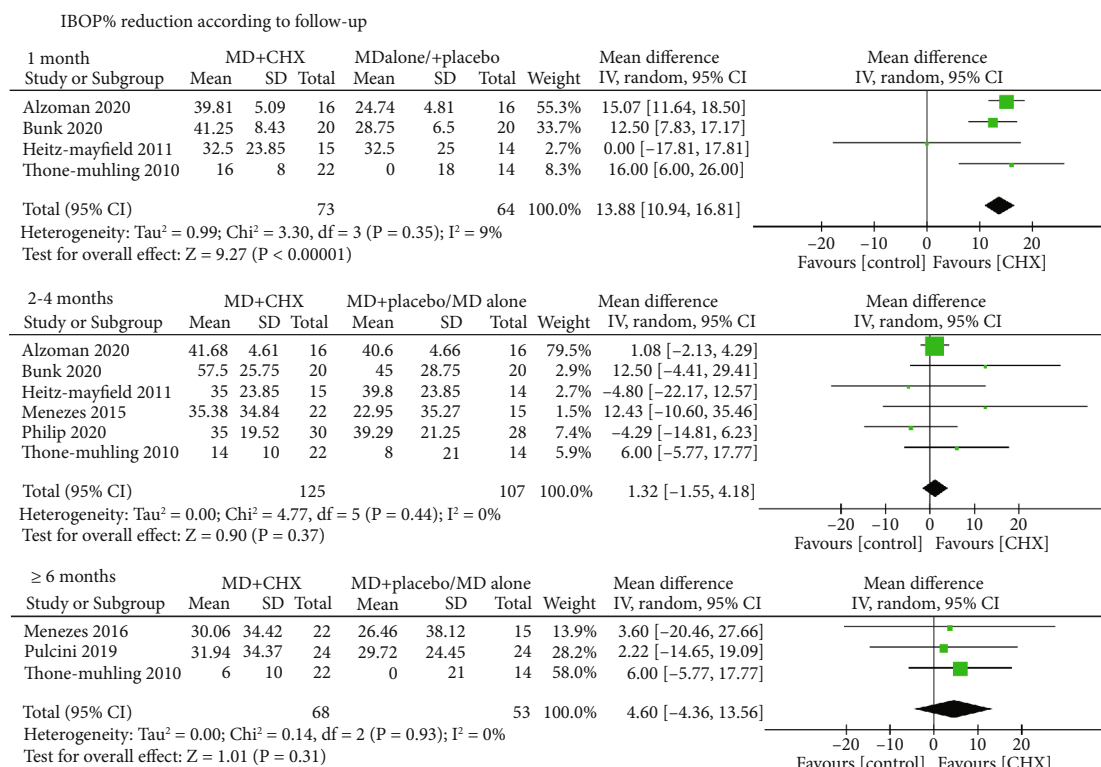 IBOP% reduction according to follow-up
1 month MD+CHX MDalone/+placebo Mean difference Mean difference
Study or Subgroup Mean SD Total Mean SD Total Weight IV, random, 95% CI IV, random, 95% CI
Alzoman 2020 39.81 5.09 16 24.74 4.81 16 55.3% 15.07 [11.64, 18.50]
Bunk 2020 41.25 8.43 20 28.75 6.5 20 33.7% 12.50 [7.83, 17.17]
Heitz-mayfield 2011 32.5 23.85 15 32.5 25 14 2.7% 0.00 [−17.81, 17.81]
Thone-muhling 2010 16 8 22 0 18 14 8.3% 16.00 [6.00, 26.00]
Total (95% CI) 73 64 100.0% 13.88 [10.94, 16.81]
Heterogeneity: Tau² = 0.99; Chi² = 3.30, df = 3 (P = 0.35); I² = 9%
Test for overall effect: Z = 9.27 (P < 0.00001)
−20 −10 0 10 20
Favours [control] Favours [CHX]
2-4 months MD+CHX MD+placebo/MD alone Mean difference Mean difference
Study or Subgroup Mean SD Total Mean SD Total Weight IV, random, 95% CI IV, random, 95% CI
Alzoman 2020 41.68 4.61 16 40.6 4.66 16 79.5% 1.08 [−2.13, 4.29]
Bunk 2020 57.5 25.75 20 45 28.75 20 2.9% 12.50 [−4.41, 29.41]
Heitz-mayfield 2011 35 23.85 15 39.8 23.85 14 2.7% −4.80 [−22.17, 12.57]
Menezes 2015 35.38 34.84 22 22.95 35.27 15 1.5% 12.43 [−10.60, 35.46]
Philip 2020 35 19.52 30 39.29 21.25 28 7.4% −4.29 [−14.81, 6.23]
Thone-muhling 2010 14 10 22 8 21 14 5.9% 6.00 [−5.77, 17.77]
Total (95% CI) 125 107 100.0% 1.32 [−1.55, 4.18]
Heterogeneity: Tau² = 0.00; Chi² = 4.77, df = 5 (P = 0.44); I² = 0%
Test for overall effect: Z = 0.90 (P = 0.37)
−20 −10 0 10 20
Favours [control] Favours [CHX]
≥ 6 months MD+CHX MD+placebo/MD alone Mean difference Mean difference
Study or Subgroup Mean SD Total Mean SD Total Weight IV, random, 95% CI IV, random, 95% CI
Menezes 2016 30.06 34.42 22 26.46 38.12 15 13.9% 3.60 [−20.46, 27.66]
Pulcini 2019 31.94 34.37 24 29.72 24.45 24 28.2% 2.22 [−14.65, 19.09]
Thone-muhling 2010 6 10 22 0 21 14 58.0% 6.00 [−5.77, 17.77]
Total (95% CI) 68 53 100.0% 4.60 [−4.36, 13.56]
Heterogeneity: Tau² = 0.00; Chi² = 0.14, df = 2 (P = 0.93); I² = 0%
Test for overall effect: Z = 1.01 (P = 0.31)
−20 −10 0 10 20
Favours [control] Favours [CHX]